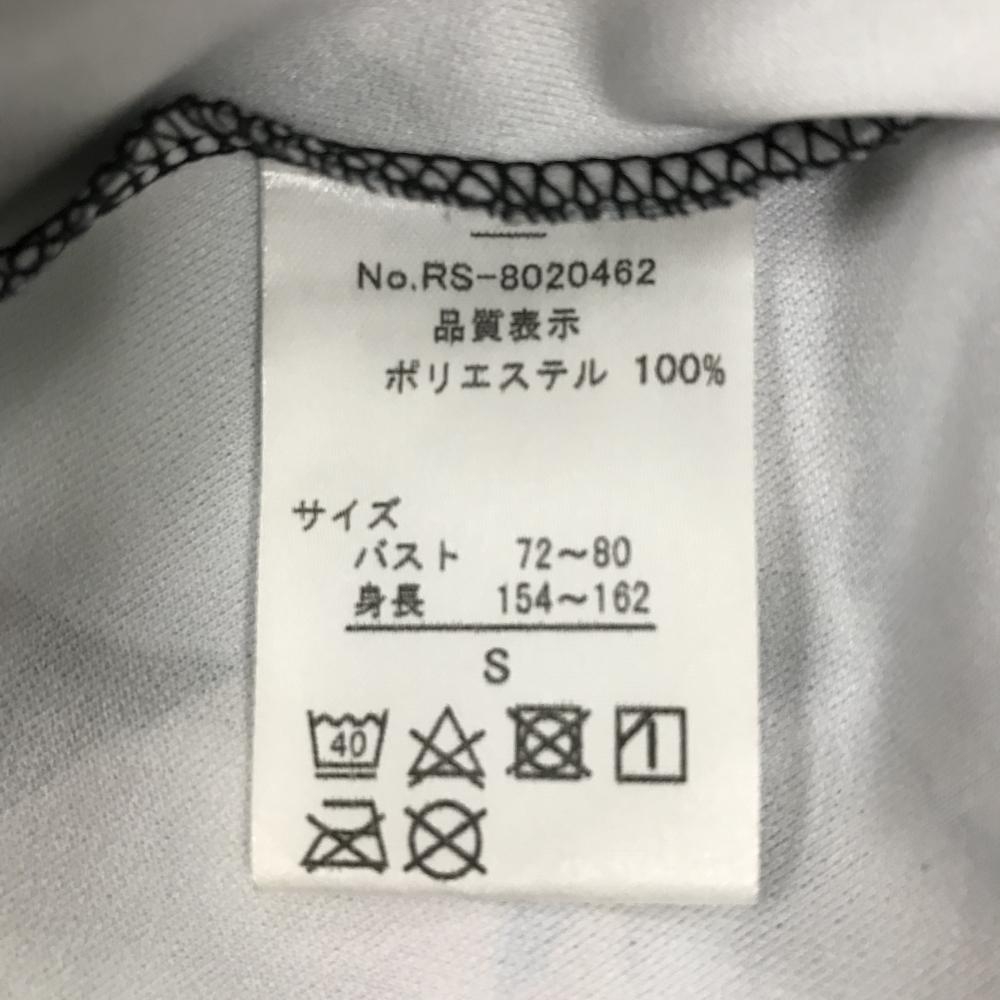 No.RS-8020462
品質表示
ポリエステル 100%
サイズ
バスト 72～80
身長 154～162
S
40